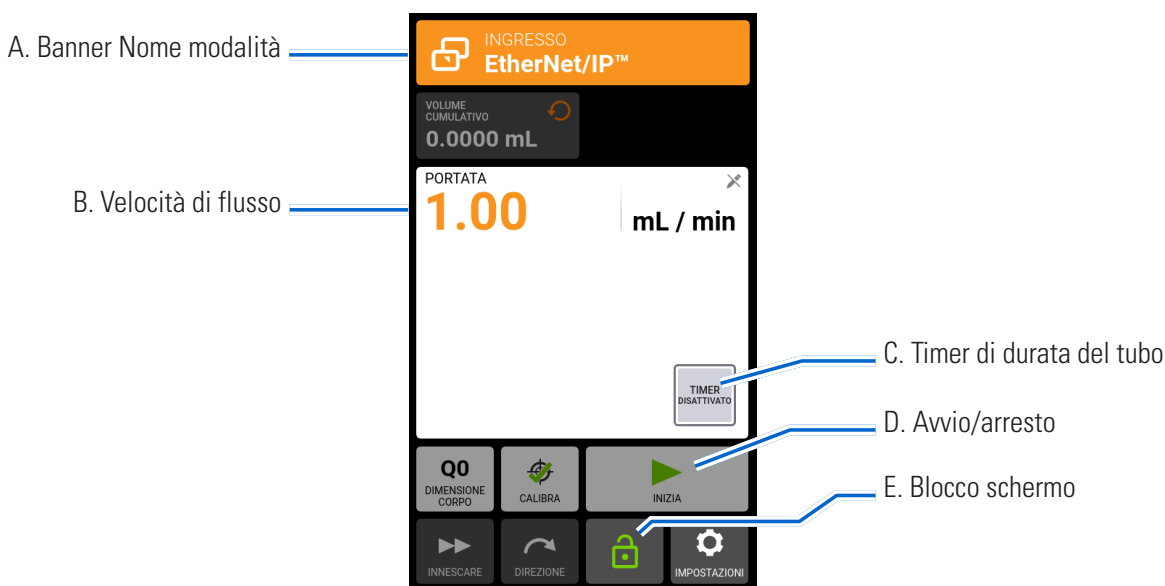 A. Banner Nome modalità
INGRESSO
EtherNet/IP™
VOLUME
CUMULATIVO
0.0000 mL
B. Velocità di flusso
PORTATA
1.00
mL / min
C. Timer di durata del tubo
TIMER
DISATTIVATO
D. Avvio/arresto
Q0
DIMENSIONE
CORPO
CALIBRA
INIZIA
E. Blocco schermo
INNESCARE
DIREZIONE
IMPOSTAZIONI